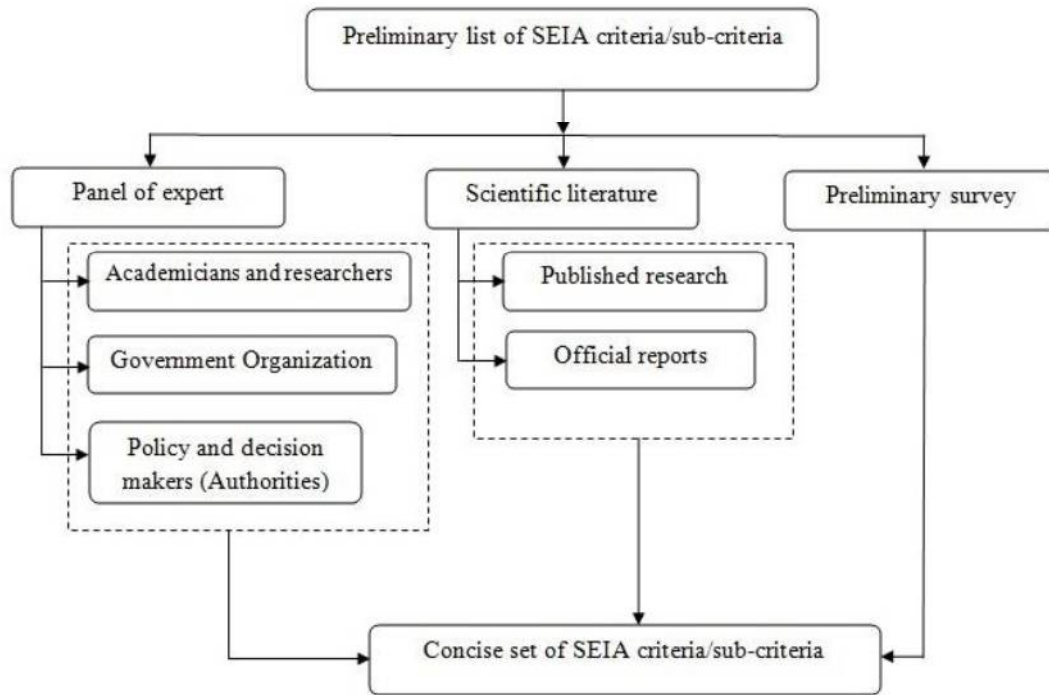 Preliminary list of SEIA criteria/sub-criteria
Panel of expert
Scientific literature
Preliminary survey
Academicians and researchers
Published research
Government Organization
Official reports
Policy and decision
makers (Authorities)
Concise set of SEIA criteria/sub-criteria